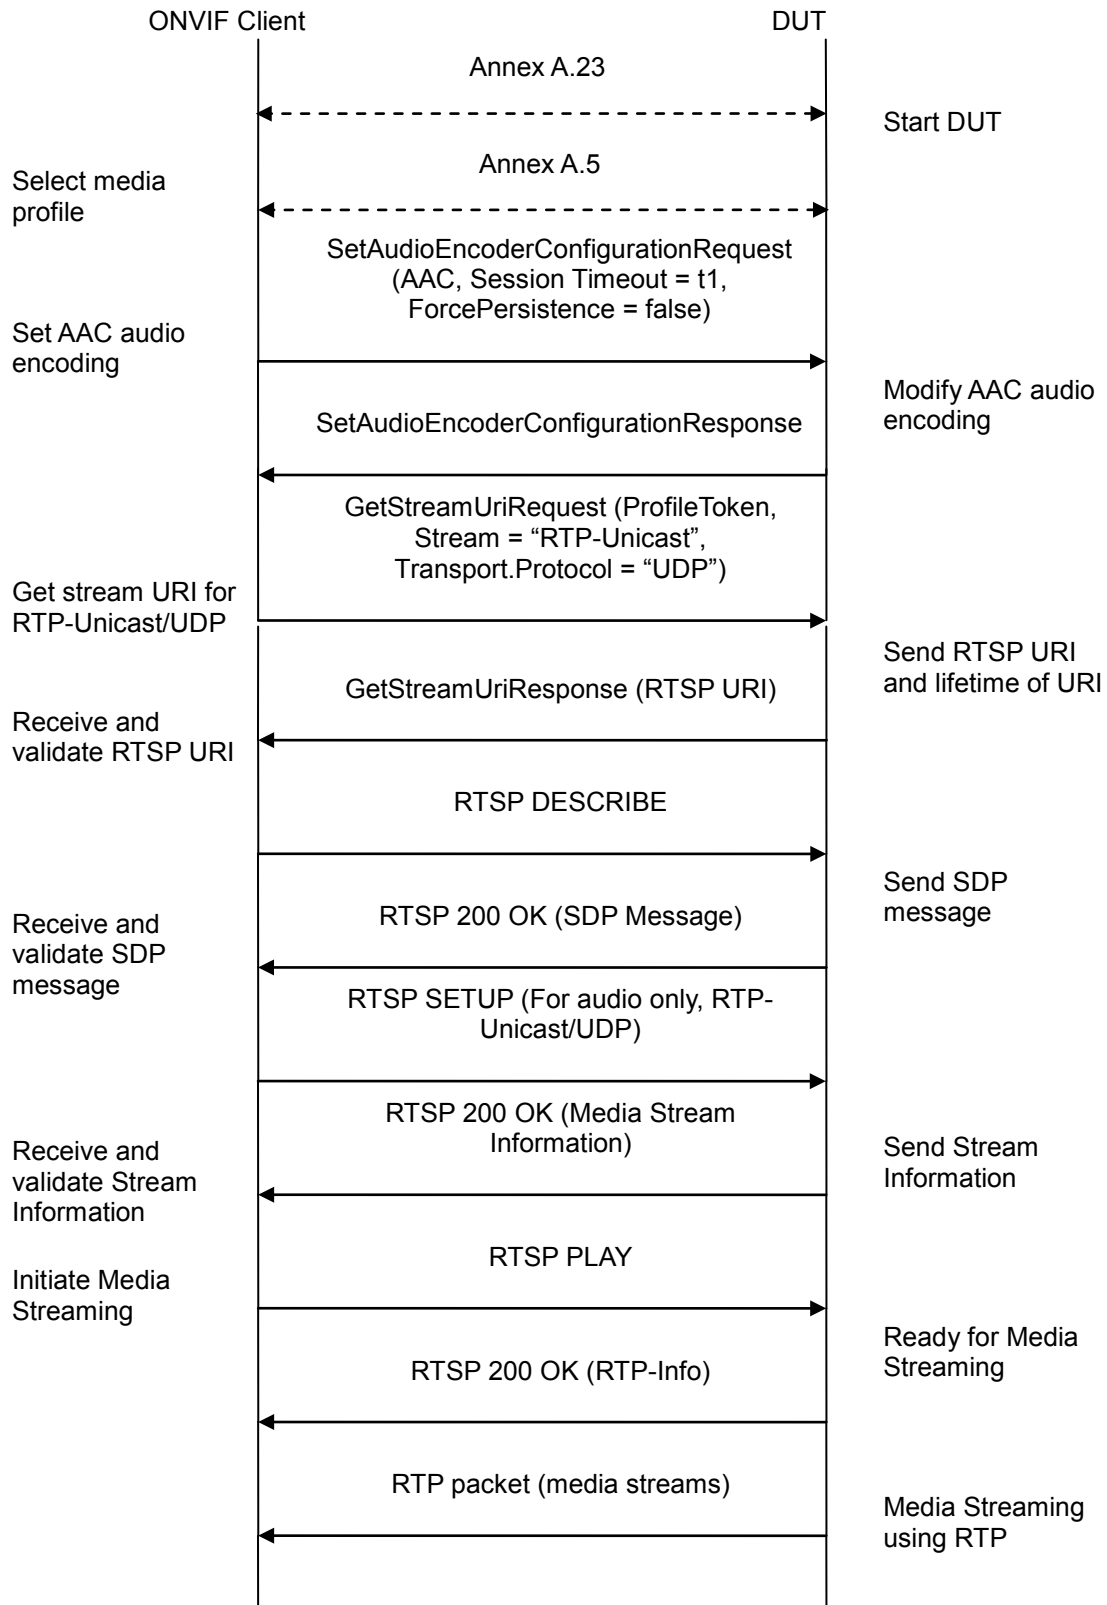 ONVIF Client
DUT
Annex A.23
Start DUT
Annex A.5
Select media
profile
SetAudioEncoderConfigurationRequest
(AAC, Session Timeout = t1,
ForcePersistence = false)
Set AAC audio
encoding
Modify AAC audio
encoding
SetAudioEncoderConfigurationResponse
GetStreamUriRequest (ProfileToken,
Stream = “RTP-Unicast”,
Transport.Protocol = “UDP”)
Get stream URI for
RTP-Unicast/UDP
Send RTSP URI
and lifetime of URI
GetStreamUriResponse (RTSP URI)
Receive and
validate RTSP URI
RTSP DESCRIBE
Send SDP
message
RTSP 200 OK (SDP Message)
Receive and
validate SDP
message
RTSP SETUP (For audio only, RTP-
Unicast/UDP)
RTSP 200 OK (Media Stream
Information)
Send Stream
Information
Receive and
validate Stream
Information
RTSP PLAY
Initiate Media
Streaming
Ready for Media
Streaming
RTSP 200 OK (RTP-Info)
RTP packet (media streams)
Media Streaming
using RTP